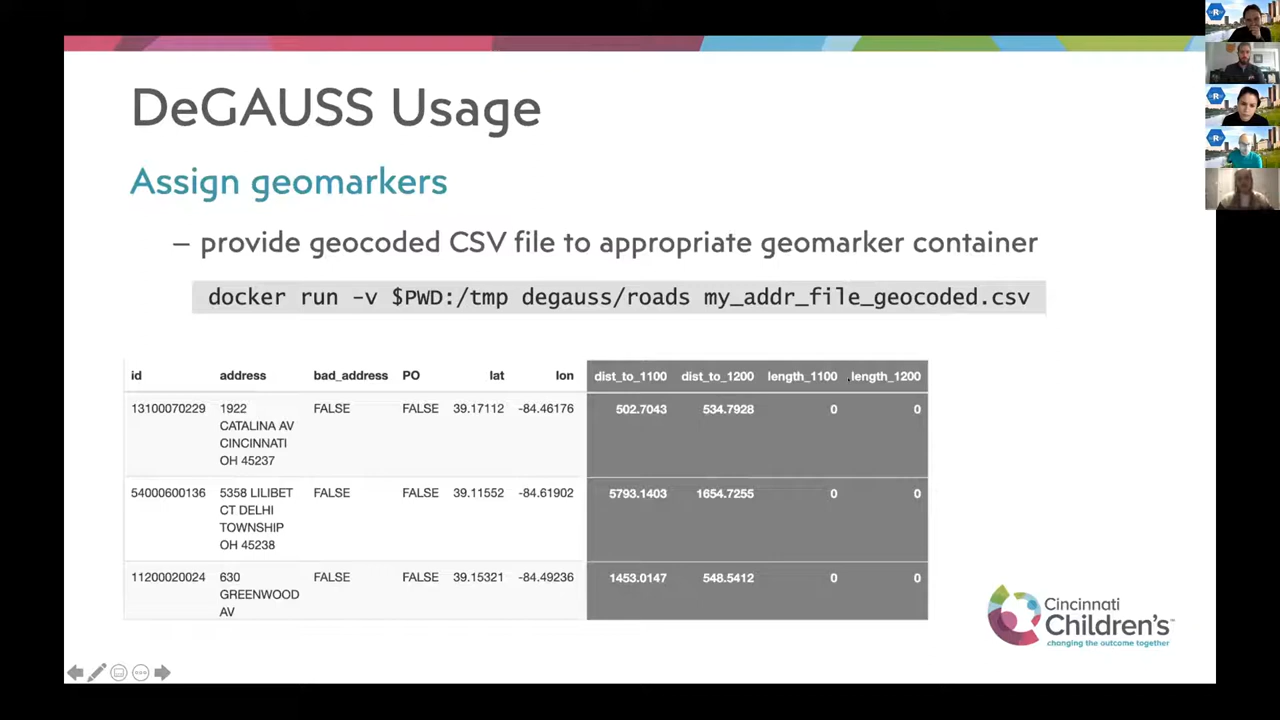 DeGAUSS Usage
Assign geomarkers
– provide geocoded CSV file to appropriate geomarker container
docker run -v $PWD:/tmp degauss/roads my_addr_file_geocoded.csv
id address bad_address PO lat lon dist_to_1100 dist_to_1200 length_1100 length_1200
13100070229 1922 FALSE FALSE 39.17112 -84.46176 502.7043 534.7928 0 0
CATALINA AV
CINCINNATI
OH 45237
54000600136 5358 LILIBET FALSE FALSE 39.11552 -84.61902 5793.1403 1654.7255 0 0
CT DELHI
TOWNSHIP
OH 45238
11200020024 630 FALSE FALSE 39.15321 -84.49236 1453.0147 548.5412 0 0
GREENWOOD
AV
Cincinnati
Children's™
changing the outcome together
R
R
R